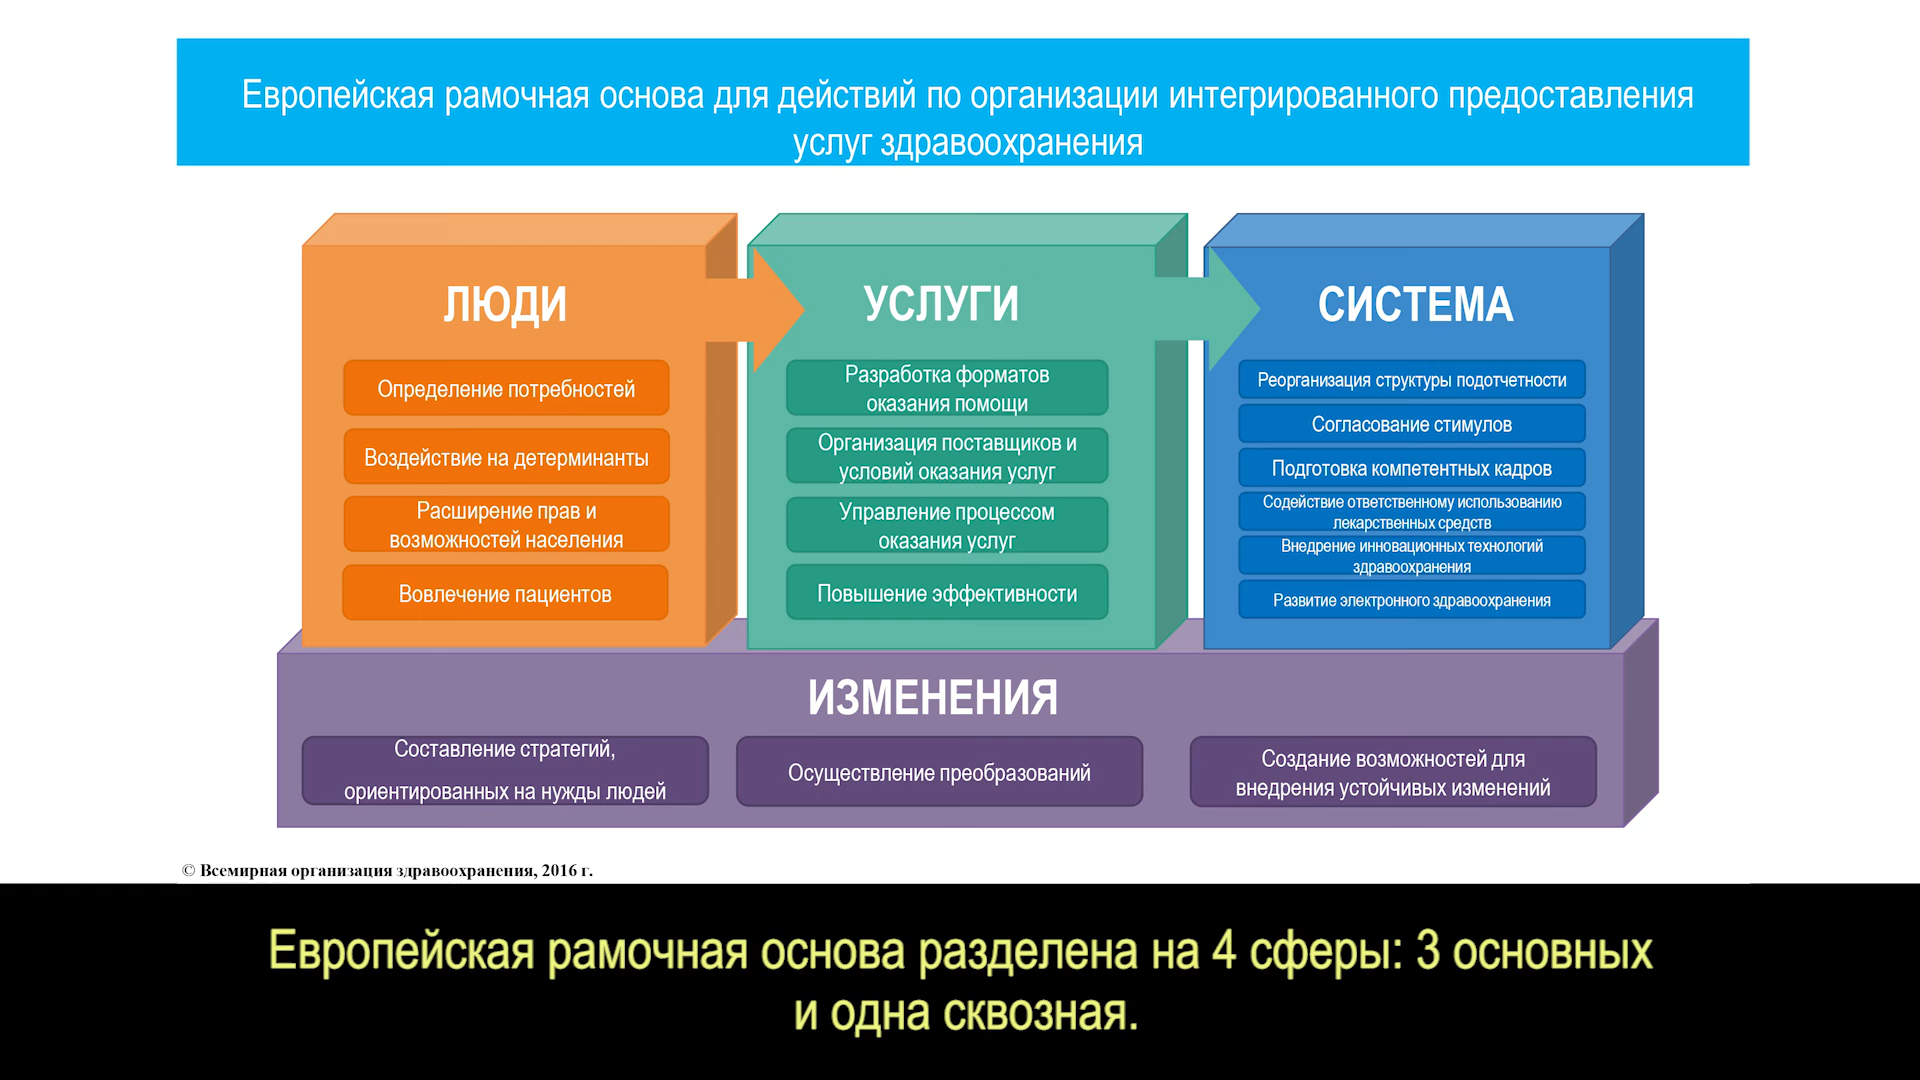 Европейская рамочная основа для действий по организации интегрированного предоставления
услуг здравоохранения
ЛЮДИ
Определение потребностей
Воздействие на детерминанты
Расширение прав и
возможностей населения
Вовлечение пациентов
УСЛУГИ
Разработка форматов
оказания помощи
Организация поставщиков и
условий оказания услуг
Управление процессом
оказания услуг
Повышение эффективности
СИСТЕМА
Реорганизация структуры подотчетности
Согласование стимулов
Подготовка компетентных кадров
Содействие ответственному использованию
лекарственных средств
Внедрение инновационных технологий
здравоохранения
Развитие электронного здравоохранения
ИЗМЕНЕНИЯ
Составление стратегий,
ориентированных на нужды людей
Осуществление преобразований
Создание возможностей для
внедрения устойчивых изменений
© Всемирная организация здравоохранения, 2016 г.
Европейская рамочная основа разделена на 4 сферы: 3 основных
и одна сквозная.